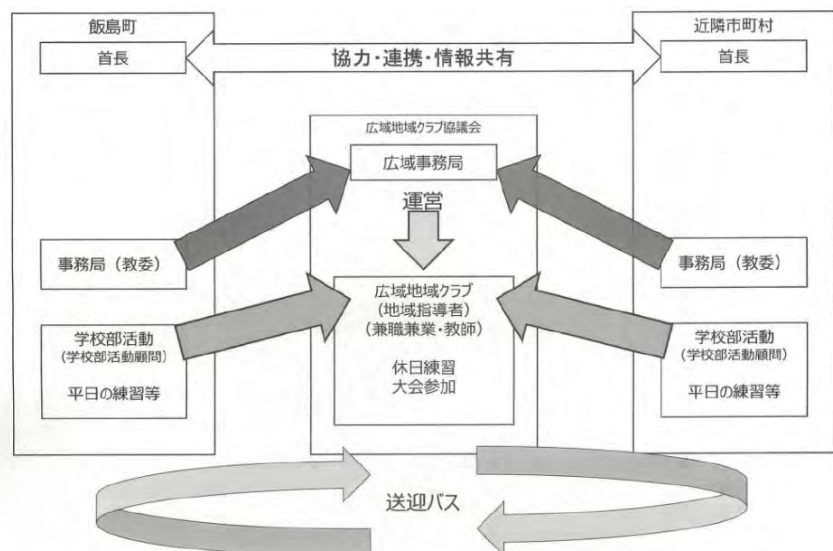 飯島町
首長
近隣市町村
首長
協力・連携・情報共有
広域地域クラブ協議会
広域事務局
運営
事務局（教委）
事務局（教委）
広域地域クラブ
(地域指導者)
(兼職兼業・教師)
休日練習
大会参加
学校部活動
(学校部活動顧問)
平日の練習等
学校部活動
(学校部活動顧問)
平日の練習等
送迎バス